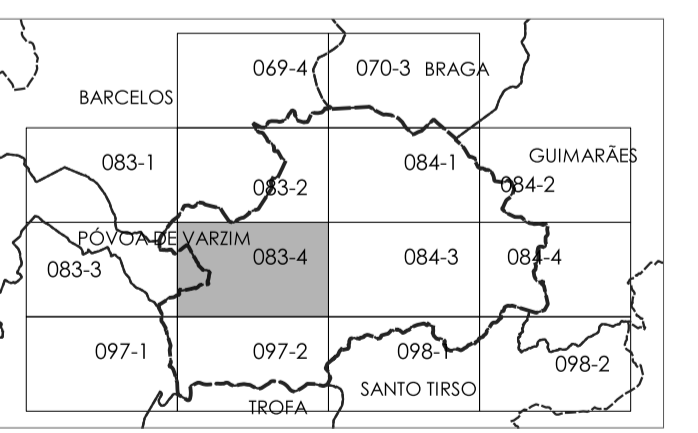 069-4
070-3 BRAGA
BARCELOS
083-1
083-2
084-1
GUIMARÃES
084-2
PÓVOA DE VARZIM
083-3
083-4
084-3
084-4
097-1
097-2
098-1
098-2
SANTO TIRSO
TROFA